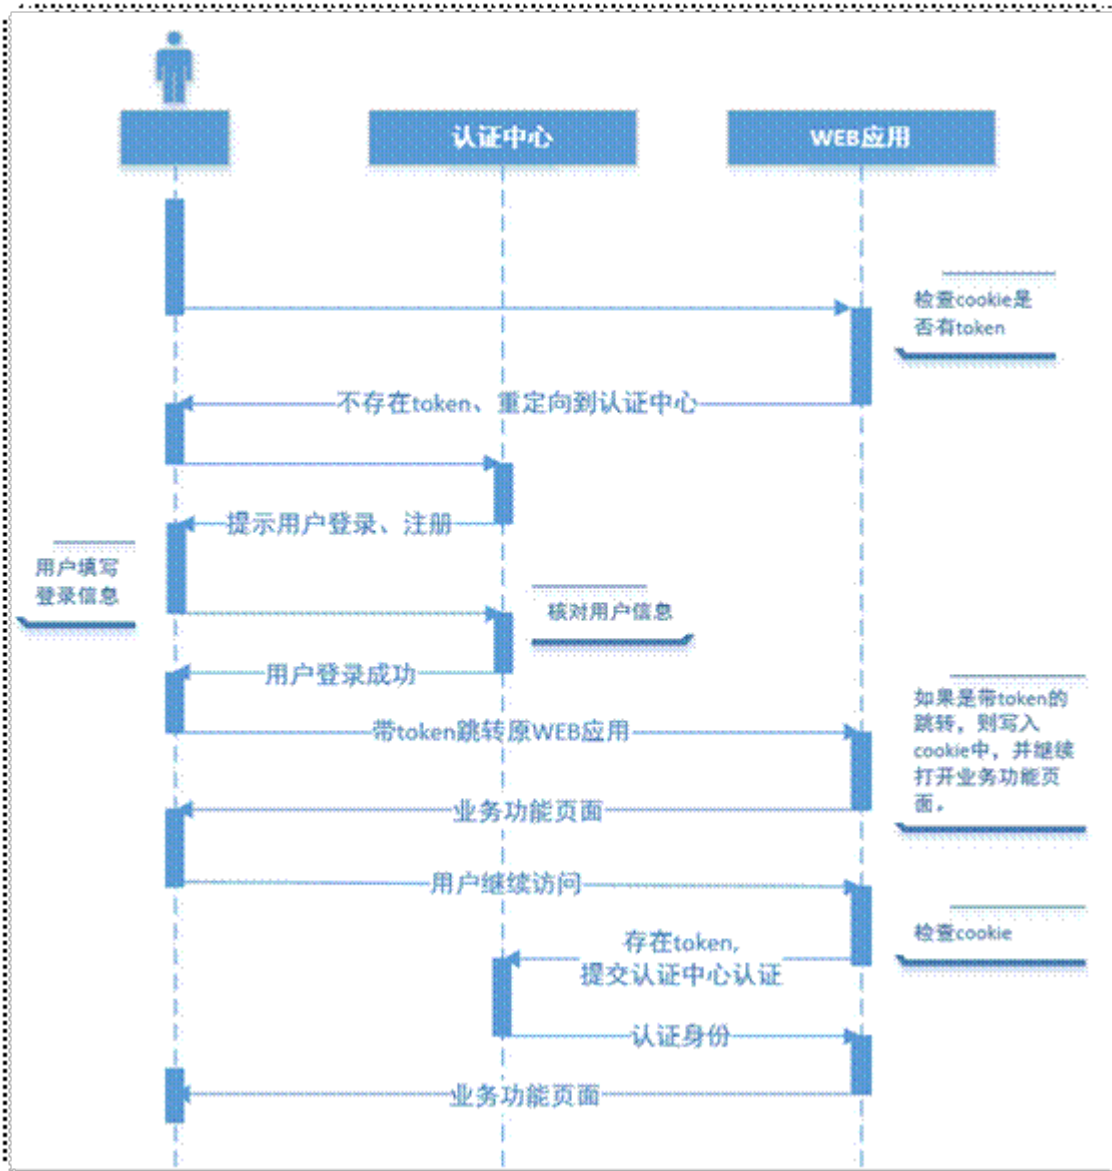 认证中心
WEB应用
检查cookie是
否有token
不存在token、重定向到认证中心
提示用户登录、注册
用户填写
登录信息
核对用户信息
用户登录成功
如果是带token的
跳转，则写入
cookie中，并继续
打开业务功能页
面。
带token跳转原WEB应用
业务功能页面
用户继续访问
检查cookie
存在token,
提交认证中心认证
认证身份
业务功能页面